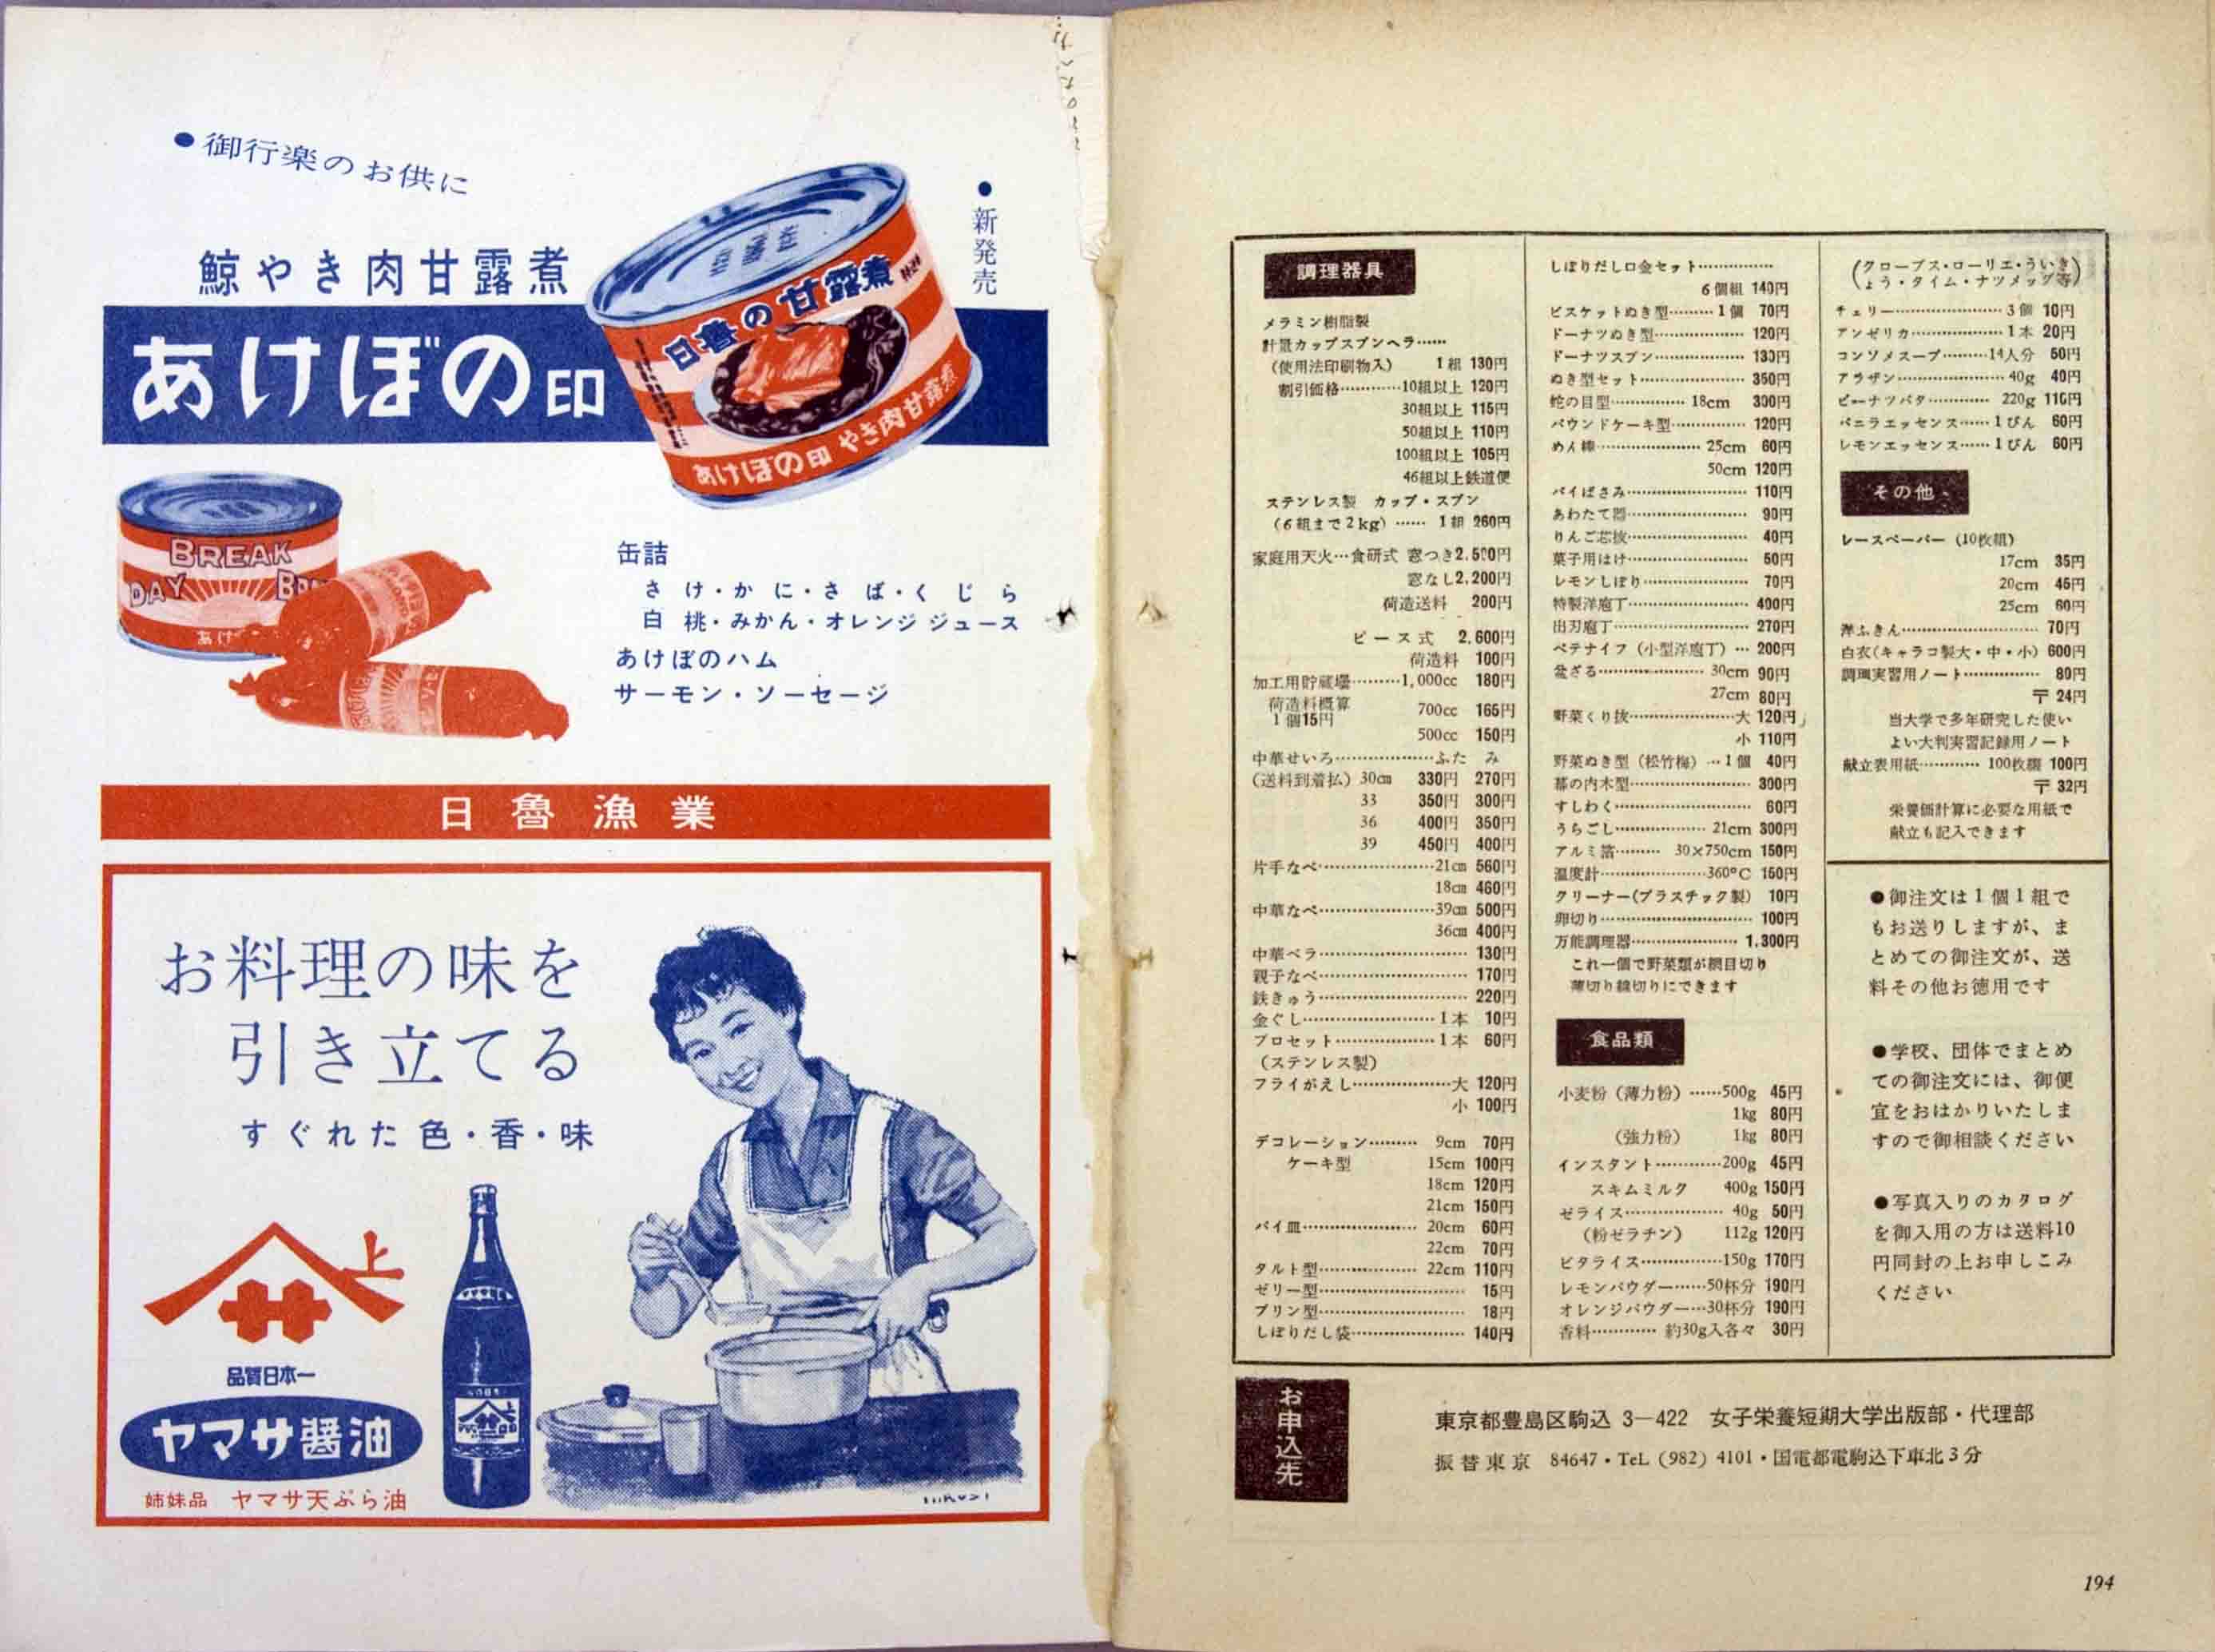 ●御行楽のお供に
●新発売
鯨やき肉甘露煮
あけぼの印
日魯の甘露煮
あけぼの印 やき肉甘露煮
BREAK
DAY
あけ
缶詰
さけ・かに・さば・くじら
白桃・みかん・オレンジジュース
あけぼのハム
サーモン・ソーセージ
日魯漁業
お料理の味を
引き立てる
すぐれた色・香・味
上
品質日本一
ヤマサ醤油
姉妹品 ヤマサ天ぷら油
調理器具
メラミン樹脂製
計量カップスプンヘラ……
(使用法印刷物入) 1組 130円
割引価格…………10組以上 120円
30組以上 115円
50組以上 110円
100組以上 105円
46組以上鉄道便
ステンレス製 カップ・スプン
(6組まで2kg)…… 1組 260円
家庭用天火…食研式 窓つき2,500円
窓なし2,200円
荷造送料 200円
ピース式 2,600円
荷造料 100円
加工用貯蔵壜………1,000cc 180円
荷造料概算
1個15円
700cc 165円
500cc 150円
中華せいろ………………ふた み
(送料到着払) 30cm 330円 270円
33 350円 300円
36 400円 350円
39 450円 400円
片手なべ…………………21cm 560円
18cm 460円
中華なべ…………………39cm 500円
36cm 400円
中華ベラ……………………… 130円
親子なべ……………………… 170円
鉄きゅう……………………… 220円
金ぐし……………………1本 10円
プロセット………………1本 60円
(ステンレス製)
フライがえし………………大 120円
小 100円
デコレーション……… 9cm 70円
ケーキ型 15cm 100円
18cm 120円
21cm 150円
パイ皿………………… 20cm 60円
22cm 70円
タルト型……………… 22cm 110円
ゼリー型……………………… 15円
プリン型……………………… 18円
しぼりだし袋………………… 140円
しぼりだし口金セット……………
6個組 140円
ビスケットぬき型………1個 70円
ドーナツぬき型……………… 120円
ドーナツスプン……………… 130円
ぬき型セット………………… 350円
蛇の目型…………… 18cm 300円
パウンドケーキ型…………… 120円
めん棒………………… 25cm 60円
50cm 120円
パイばさみ…………………… 110円
あわたて器…………………… 90円
りんご芯抜…………………… 40円
菓子用はけ…………………… 50円
レモンしぼり………………… 70円
特製洋庖丁…………………… 400円
出刃庖丁……………………… 270円
ペテナイフ(小型洋庖丁)… 200円
盆ざる………………… 30cm 90円
27cm 80円
野菜くり抜…………………大 120円
小 110円
野菜ぬき型(松竹梅)…1個 40円
幕の内木型…………………… 300円
すしわく……………………… 60円
うらごし……………… 21cm 300円
アルミ箔……… 30×750cm 150円
温度計…………………360°C 150円
クリーナー(プラスチック製) 10円
卵切り………………………… 100円
万能調理器………………… 1,300円
これ一個で野菜類が網目切り
薄切り線切りにできます
食品類
小麦粉(薄力粉)……500g 45円
1kg 80円
(強力粉) 1kg 80円
インスタント…………200g 45円
スキムミルク 400g 150円
ゼライス……………… 40g 50円
(粉ゼラチン) 112g 120円
ビタライス……………150g 170円
レモンパウダー……50杯分 190円
オレンジパウダー…30杯分 190円
香料………… 約30g入各々 30円
(クローブス・ローリエ・ういき
ょう・タイム・ナツメッグ等)
チェリー…………………3個 10円
アンゼリカ………………1本 20円
コンソメスープ………14人分 50円
アラザン………………… 40g 40円
ピーナツバタ………… 220g 110円
バニラエッセンス……1びん 60円
レモンエッセンス……1びん 60円
その他
レースペーパー(10枚組)
17cm 35円
20cm 45円
25cm 60円
洋ふきん……………………… 70円
白衣(キャラコ製大・中・小) 600円
調理実習用ノート…………… 80円
〒24円
当大学で多年研究した使い
よい大判実習記録用ノート
献立表用紙………… 100枚綴 100円
〒32円
栄養価計算に必要な用紙で
献立も記入できます
●御注文は1個1組で
もお送りしますが、ま
とめての御注文が、送
料その他お徳用です
●学校、団体でまとめ
ての御注文には、御便
宜をおはかりいたしま
すので御相談ください
●写真入りのカタログ
を御入用の方は送料10
円同封の上お申しこみ
ください
お申込先
東京都豊島区駒込 3—422 女子栄養短期大学出版部・代理部
振替東京 84647・TeL (982) 4101・国電都電駒込下車北3分
194